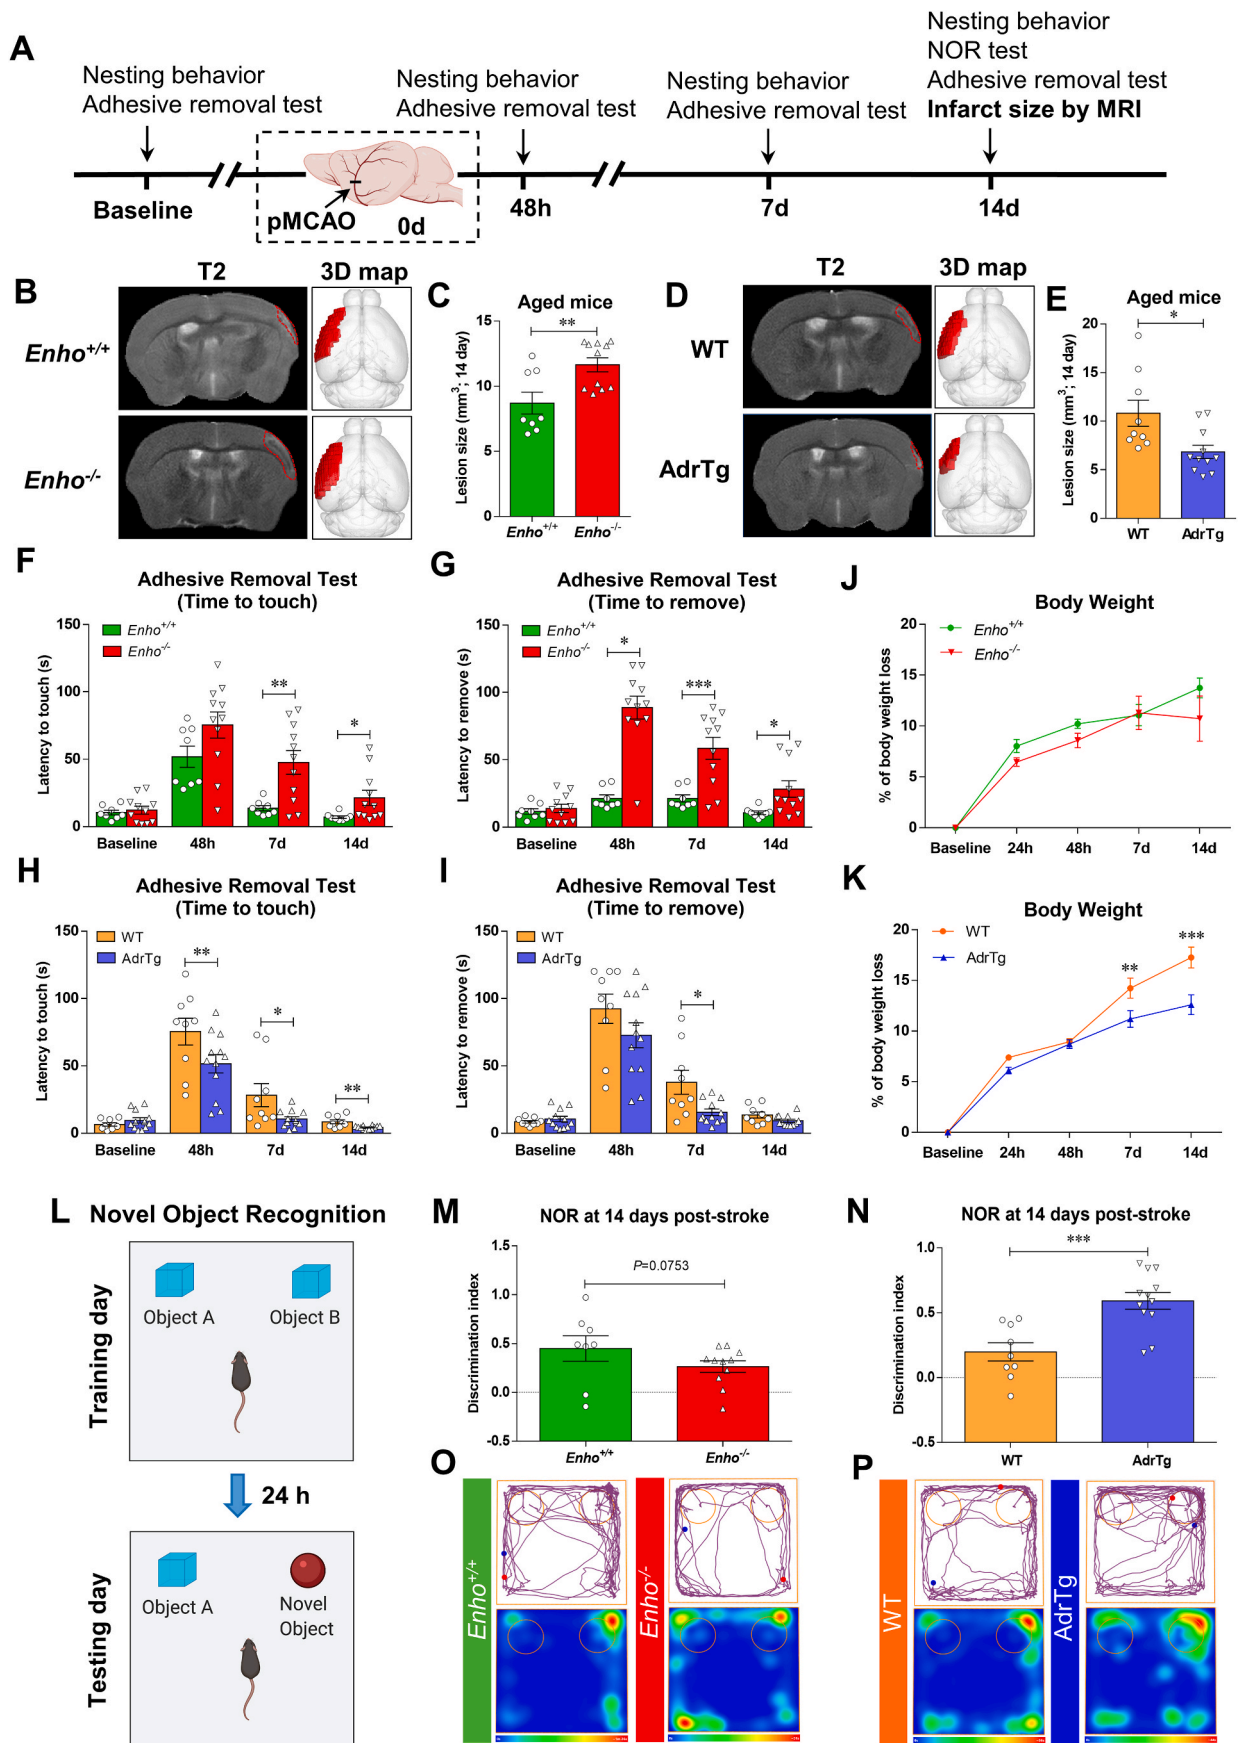 A
Nesting behavior
Adhesive removal test
Nesting behavior
Adhesive removal test
Nesting behavior
Adhesive removal test
Nesting behavior
NOR test
Adhesive removal test
Infarct size by MRI
pMCAO
0d
Baseline
48h
7d
14d
B
T2
3D map
Enho+/+
Enho-/-
C
Aged mice
**
Lesion size (mm3; 14 day)
15
10
5
0
Enho+/+
Enho-/-
D
T2
3D map
WT
AdrTg
E
Aged mice
*
Lesion size (mm3; 14 day)
20
15
10
5
0
WT
AdrTg
F
Adhesive Removal Test
(Time to touch)
Enho+/+
Enho-/-
Latency to touch (s)
150
100
50
0
**
*
Baseline
48h
7d
14d
G
Adhesive Removal Test
(Time to remove)
Enho+/+
Enho-/-
Latency to remove (s)
150
100
50
0
*
***
*
Baseline
48h
7d
14d
J
Body Weight
Enho+/+
Enho-/-
% of body weight loss
20
15
10
5
0
Baseline
24h
48h
7d
14d
H
Adhesive Removal Test
(Time to touch)
WT
AdrTg
Latency to touch (s)
150
100
50
0
**
*
**
Baseline
48h
7d
14d
I
Adhesive Removal Test
(Time to remove)
WT
AdrTg
Latency to remove (s)
150
100
50
0
*
Baseline
48h
7d
14d
K
Body Weight
WT
AdrTg
% of body weight loss
20
15
10
5
0
**
***
Baseline
24h
48h
7d
14d
L
Novel Object Recognition
Training day
Object A
Object B
24 h
Testing day
Object A
Novel
Object
M
NOR at 14 days post-stroke
P=0.0753
Discrimination index
1.5
1.0
0.5
0.0
-0.5
Enho+/+
Enho-/-
N
NOR at 14 days post-stroke
***
Discrimination index
1.0
0.5
0.0
-0.5
WT
AdrTg
O
Enho+/+
Enho-/-
P
WT
AdrTg